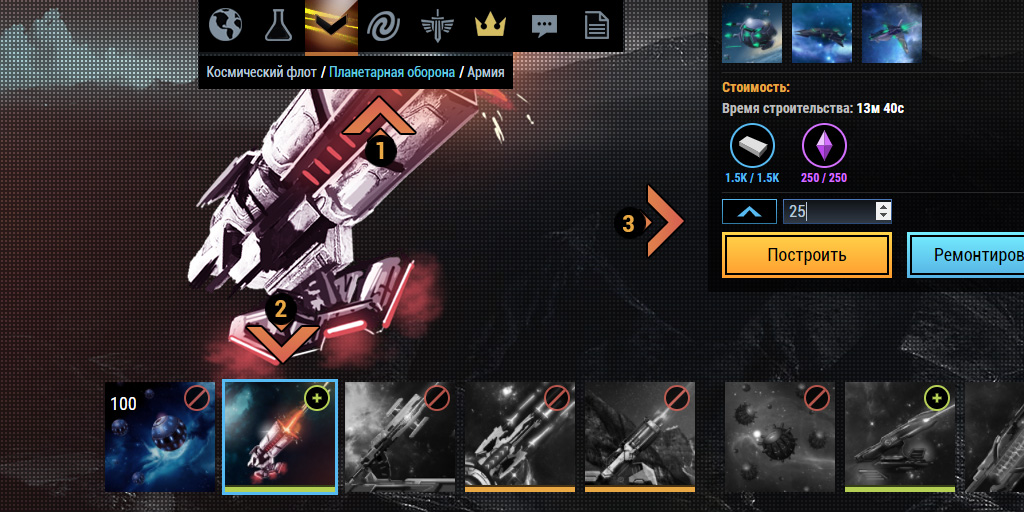 Космический флот / Планетарная оборона / Армия
1
2
3
Стоимость:
Время строительства: 13м 40с
1.5K / 1.5K
250 / 250
25
Построить
Ремонтиров
100